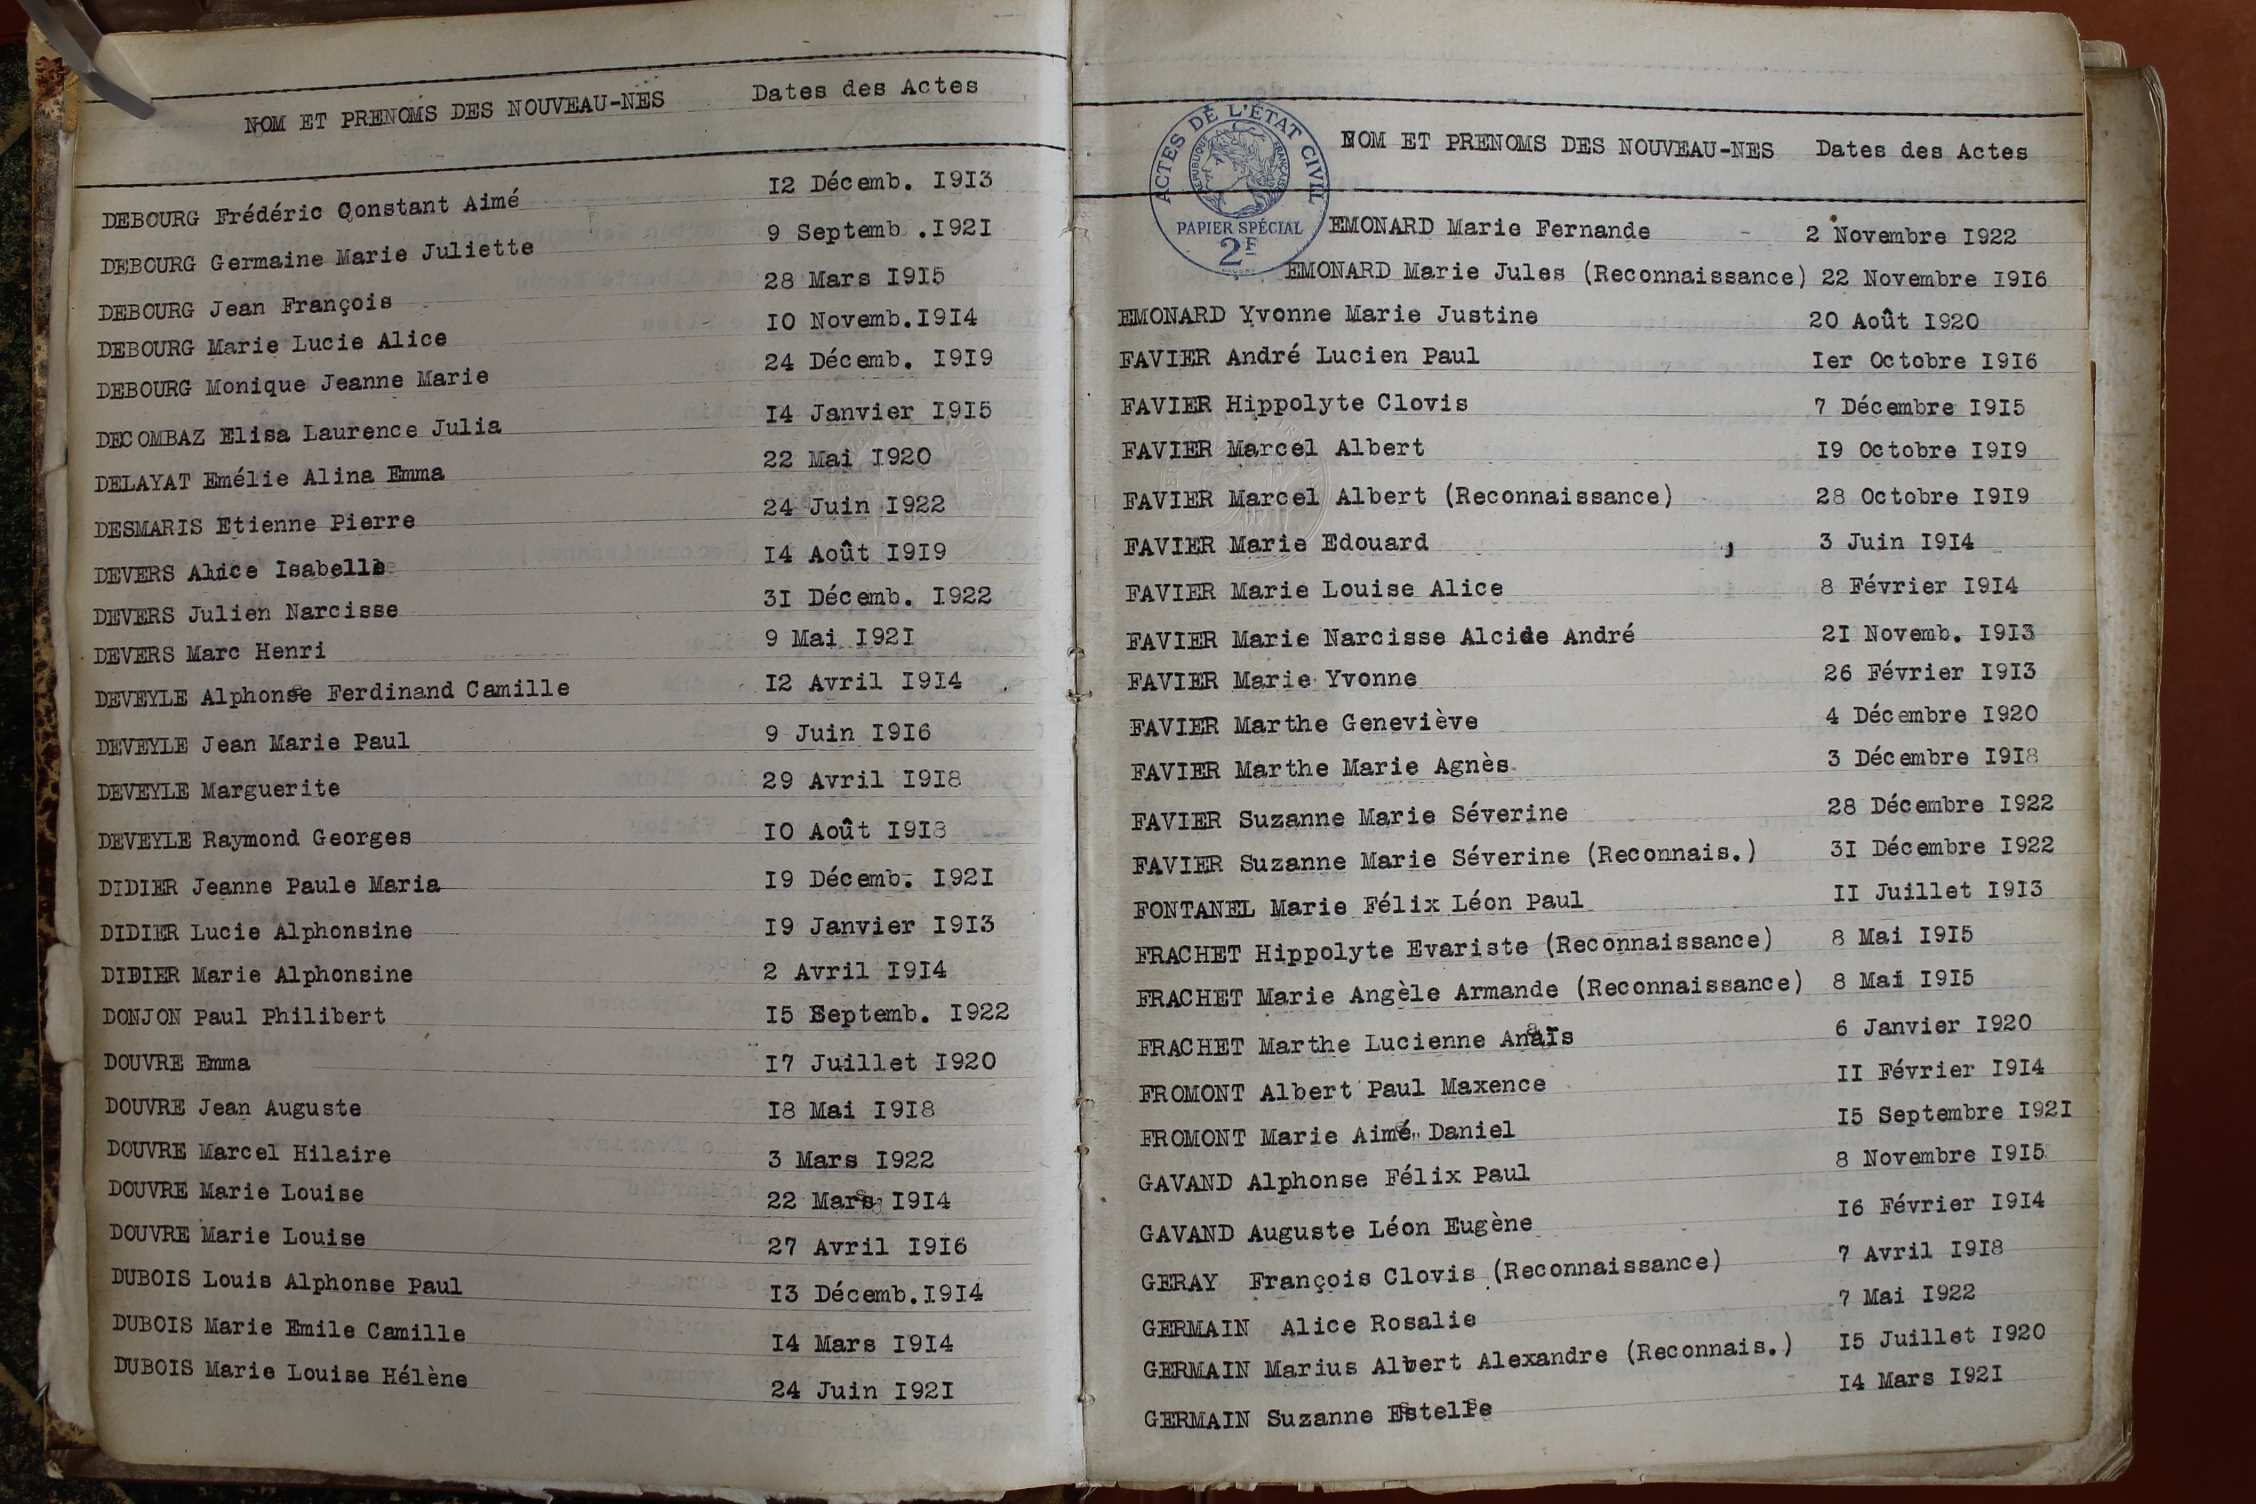 NOM ET PRENOMS DES NOUVEAU-NES Dates des Actes
DEBOURG Frédéric Constant Aimé 12 Décemb. 1913
DEBOURG Germaine Marie Juliette 9 Septemb .1921
DEBOURG Jean François 28 Mars 1915
DEBOURG Marie Lucie Alice 10 Novemb.1914
DEBOURG Monique Jeanne Marie 24 Décemb. 1919
DECOMBAZ Elisa Laurence Julia 14 Janvier 1915
DELAYAT Emélie Alina Emma 22 Mai 1920
DESMARIS Etienne Pierre 24 Juin 1922
DEVERS Alice Isabelle 14 Août 1919
DEVERS Julien Narcisse 31 Décemb. 1922
DEVERS Marc Henri 9 Mai 1921
DEVEYLE Alphonse Ferdinand Camille 12 Avril 1914
DEVEYLE Jean Marie Paul 9 Juin 1916
DEVEYLE Marguerite 29 Avril 1918
DEVEYLE Raymond Georges 10 Août 1918
DIDIER Jeanne Paule Maria 19 Décemb. 1921
DIDIER Lucie Alphonsine 19 Janvier 1913
DIDIER Marie Alphonsine 2 Avril 1914
DONJON Paul Philibert 15 Septemb. 1922
DOUVRE Emma 17 Juillet 1920
DOUVRE Jean Auguste 18 Mai 1918
DOUVRE Marcel Hilaire 3 Mars 1922
DOUVRE Marie Louise 22 Mars 1914
DOUVRE Marie Louise 27 Avril 1916
DUBOIS Louis Alphonse Paul 13 Décemb.1914
DUBOIS Marie Emile Camille 14 Mars 1914
DUBOIS Marie Louise Hélène 24 Juin 1921
ACTES DE L'ÉTAT CIVIL
RÉPUBLIQUE FRANÇAISE
PAPIER SPÉCIAL
2F
NOM ET PRENOMS DES NOUVEAU-NES Dates des Actes
EMONARD Marie Fernande 2 Novembre 1922
EMONARD Marie Jules (Reconnaissance) 22 Novembre 1916
EMONARD Yvonne Marie Justine 20 Août 1920
FAVIER André Lucien Paul 1er Octobre 1916
FAVIER Hippolyte Clovis 7 Décembre 1915
FAVIER Marcel Albert 19 Octobre 1919
FAVIER Marcel Albert (Reconnaissance) 28 Octobre 1919
FAVIER Marie Edouard 3 Juin 1914
FAVIER Marie Louise Alice 8 Février 1914
FAVIER Marie Narcisse Alcide André 21 Novemb. 1913
FAVIER Marie Yvonne 26 Février 1913
FAVIER Marthe Geneviève 4 Décembre 1920
FAVIER Marthe Marie Agnès 3 Décembre 1918
FAVIER Suzanne Marie Séverine 28 Décembre 1922
FAVIER Suzanne Marie Séverine (Reconnais.) 31 Décembre 1922
FONTANEL Marie Félix Léon Paul 11 Juillet 1913
FRACHET Hippolyte Evariste (Reconnaissance) 8 Mai 1915
FRACHET Marie Angèle Armande (Reconnaissance) 8 Mai 1915
FRACHET Marthe Lucienne Anaïs 6 Janvier 1920
FROMONT Albert Paul Maxence 11 Février 1914
FROMONT Marie Aimé Daniel 15 Septembre 1921
GAVAND Alphonse Félix Paul 8 Novembre 1915
GAVAND Auguste Léon Eugène 16 Février 1914
GERAY François Clovis (Reconnaissance) 7 Avril 1918
GERMAIN Alice Rosalie 7 Mai 1922
GERMAIN Marius Albert Alexandre (Reconnais.) 15 Juillet 1920
GERMAIN Suzanne Estelle 14 Mars 1921